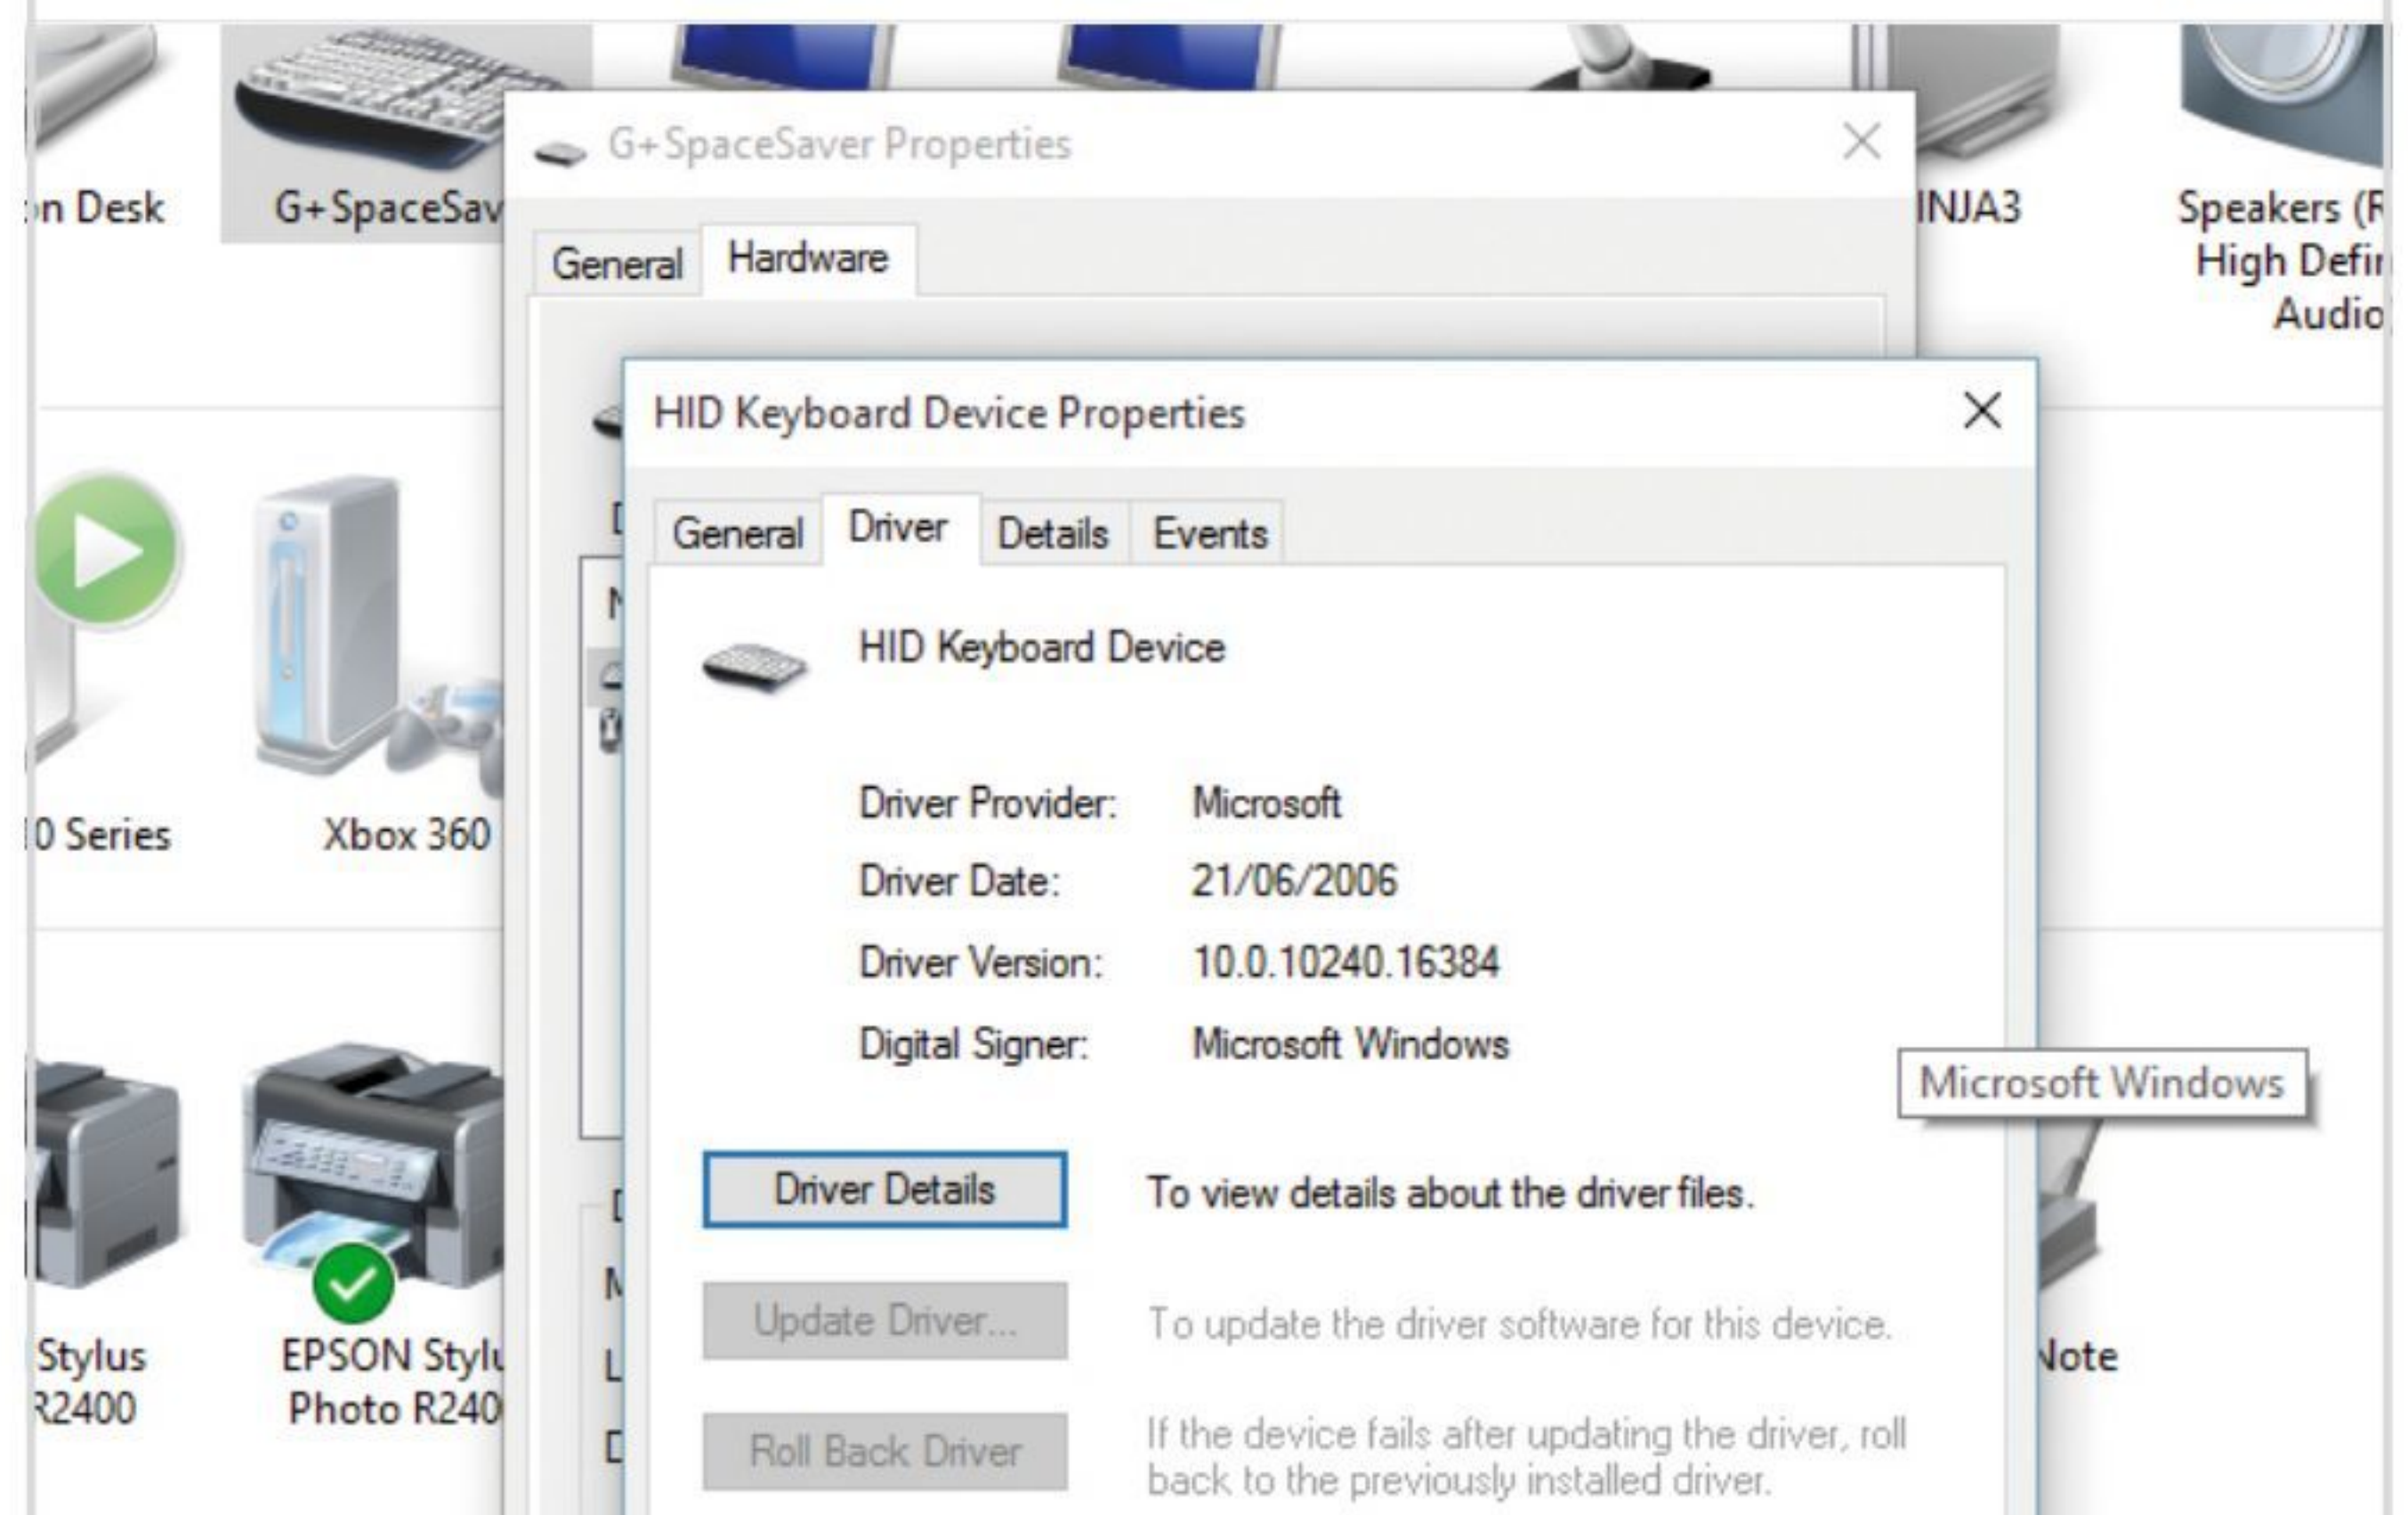 G+ SpaceSaver Properties
on Desk
G+ SpaceSav
INJA3
Speakers (R
High Defin
Audio
General
Hardware
HID Keyboard Device Properties
General
Driver
Details
Events
HID Keyboard Device
Driver Provider: Microsoft
Driver Date: 21/06/2006
Driver Version: 10.0.10240.16384
Digital Signer: Microsoft Windows
Microsoft Windows
0 Series
Xbox 360
Driver Details
To view details about the driver files.
Update Driver...
To update the driver software for this device.
Roll Back Driver
If the device fails after updating the driver, roll
back to the previously installed driver.
Stylus
R2400
EPSON Stylu
Photo R240
Note